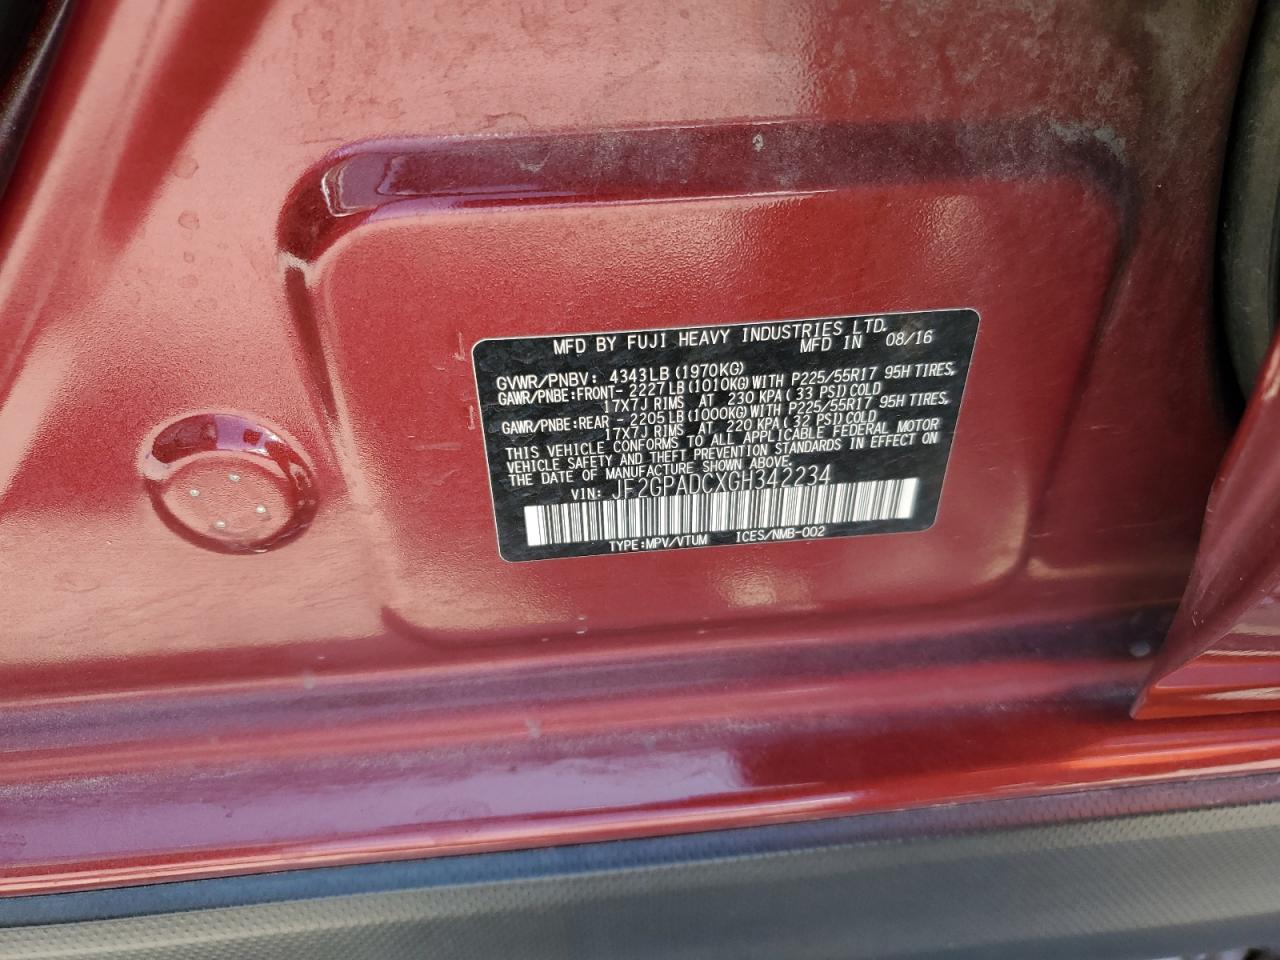 MFD BY FUJI HEAVY INDUSTRIES LTD.
MFD IN 08/16
GVWR/PNBV: 4343LB (1970KG)
GAWR/PNBE:FRONT- 2227LB (1010KG) WITH P225/55R17 95H TIRES,
17X7J RIMS AT 230 KPA (33 PSI) COLD
GAWR/PNBE:REAR - 2205LB (1000KG) WITH P225/55R17 95H TIRES,
17X7J RIMS AT 220 KPA (32 PSI) COLD
THIS VEHICLE CONFORMS TO ALL APPLICABLE FEDERAL MOTOR
VEHICLE SAFETY AND THEFT PREVENTION STANDARDS IN EFFECT ON
THE DATE OF MANUFACTURE SHOWN ABOVE.
VIN: JF2GPADCXGH342234
TYPE:MPV/VTUM ICES/NMB-002